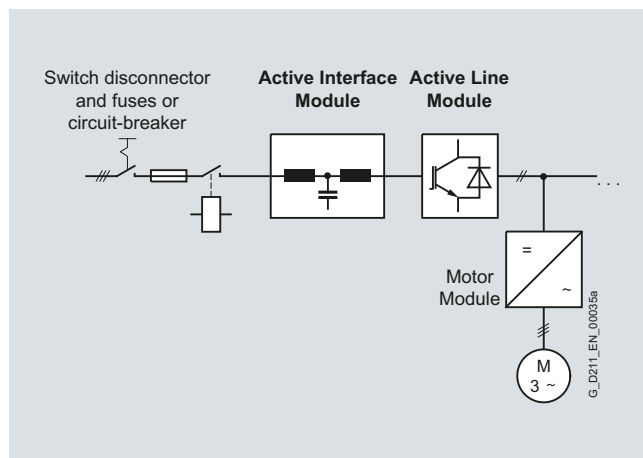 Switch disconnector
and fuses or
circuit-breaker
Active Interface
Module
Active Line
Module
. . .
=
~
Motor
Module
M
3 ~
G_D211_EN_00035a